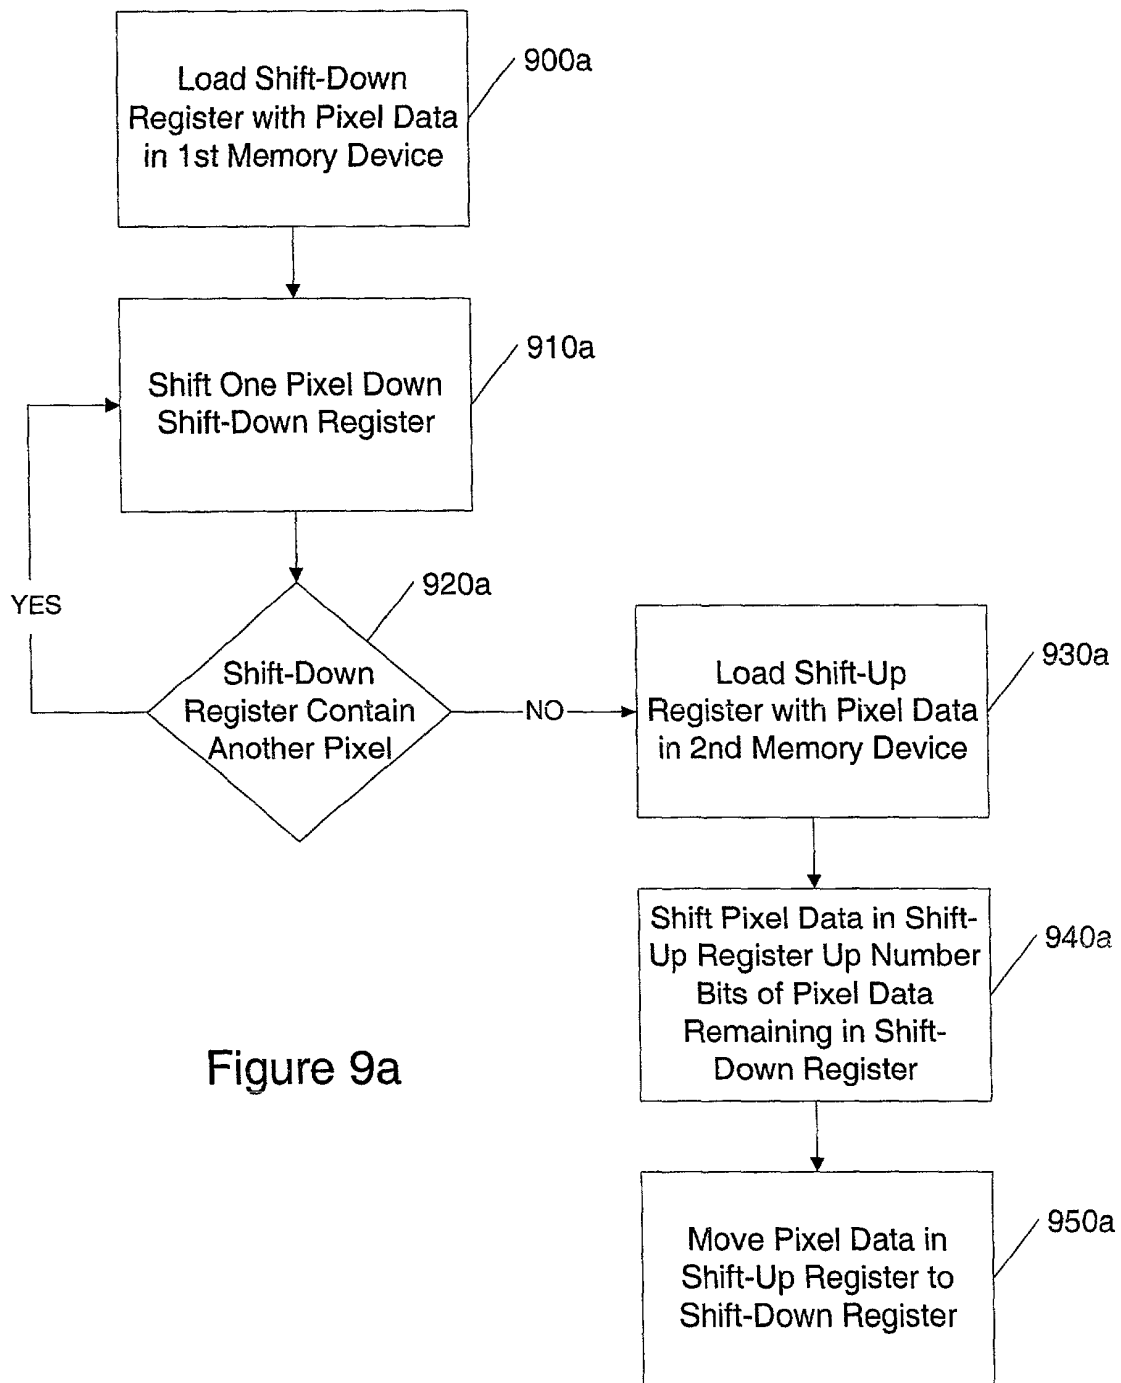 Load Shift-Down
Register with Pixel Data
in 1st Memory Device
900a
Shift One Pixel Down
Shift-Down Register
910a
YES
Shift-Down
Register Contain
Another Pixel
920a
NO
Load Shift-Up
Register with Pixel Data
in 2nd Memory Device
930a
Shift Pixel Data in Shift-
Up Register Up Number
Bits of Pixel Data
Remaining in Shift-
Down Register
940a
Move Pixel Data in
Shift-Up Register to
Shift-Down Register
950a
Figure 9a